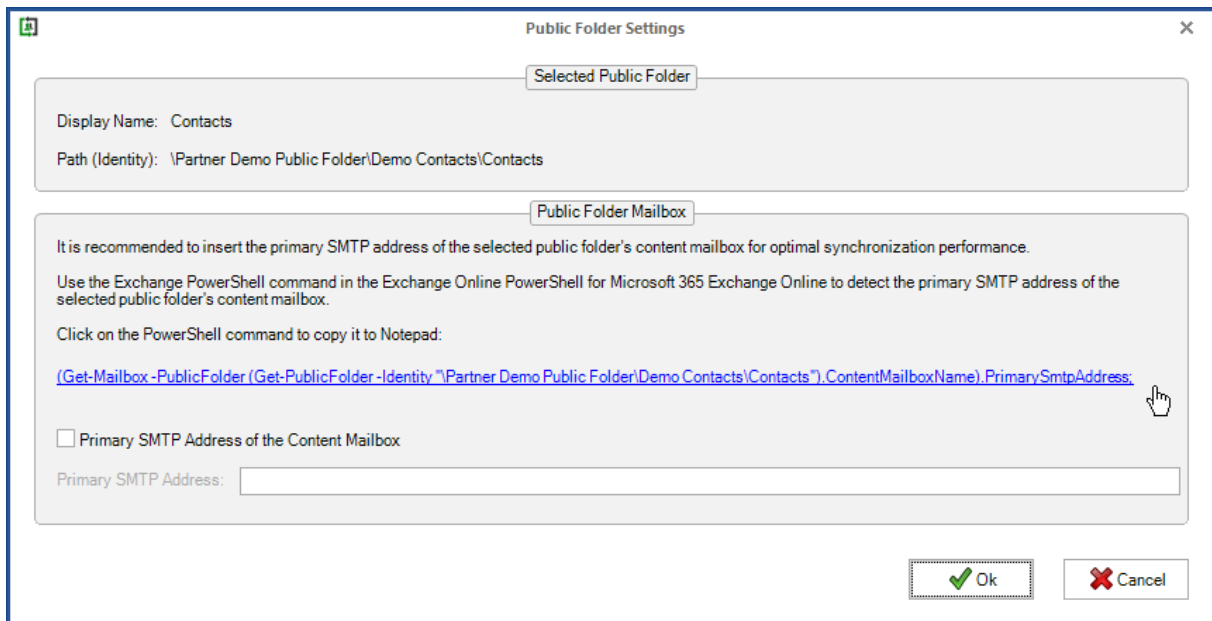 Public Folder Settings
Selected Public Folder
Display Name: Contacts
Path (Identity): \Partner Demo Public Folder\Demo Contacts\Contacts
Public Folder Mailbox
It is recommended to insert the primary SMTP address of the selected public folder's content mailbox for optimal synchronization performance.
Use the Exchange PowerShell command in the Exchange Online PowerShell for Microsoft 365 Exchange Online to detect the primary SMTP address of the
selected public folder's content mailbox.
Click on the PowerShell command to copy it to Notepad:
(Get-Mailbox -PublicFolder (Get-PublicFolder -Identity "\Partner Demo Public Folder\Demo Contacts\Contacts").ContentMailboxName).PrimarySmtpAddress;
Primary SMTP Address of the Content Mailbox
Primary SMTP Address:
Ok
Cancel